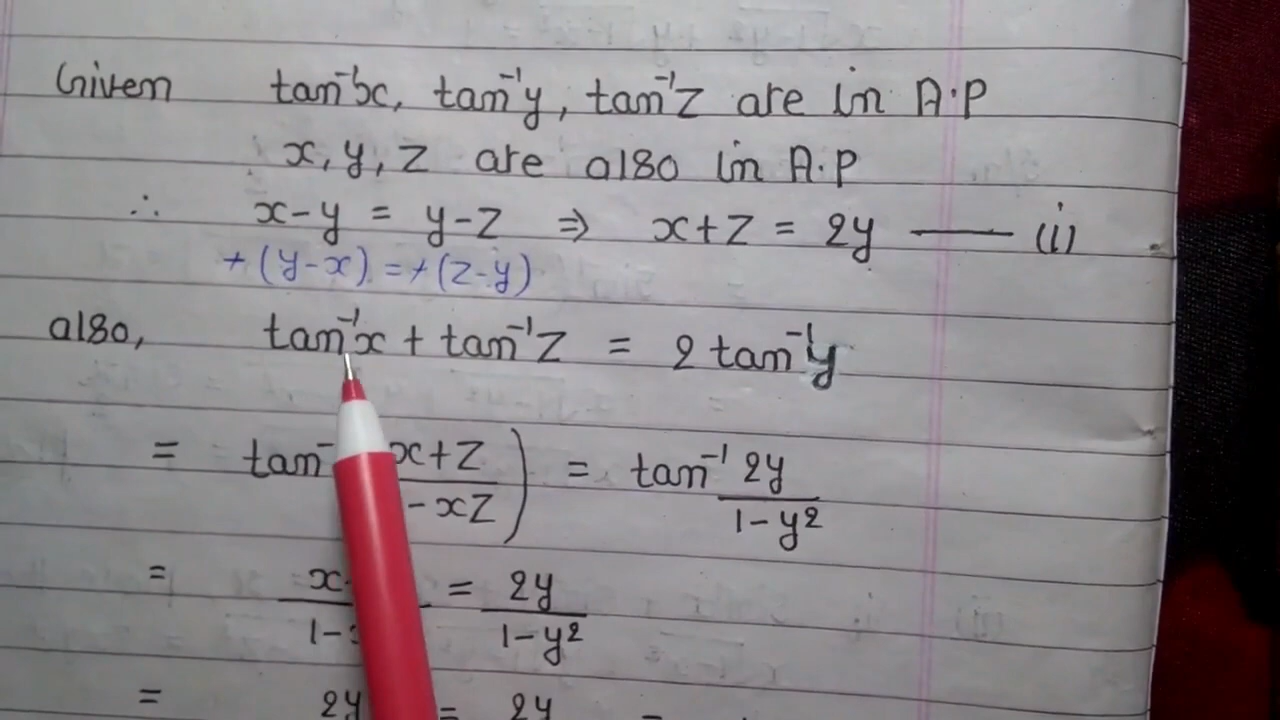 Given tan⁻¹x, tan⁻¹y, tan⁻¹z are in A.P
x, y, z are also in A.P
∴ x-y = y-z ⇒ x+z = 2y —— (i)
+(y-x) = +(z-y)
also, tan⁻¹x + tan⁻¹z = 2 tan⁻¹y
= tan⁻ x+z / -xz ) = tan⁻¹ 2y / 1-y²
= x / 1- = 2y / 1-y²
= 2y = 2y =